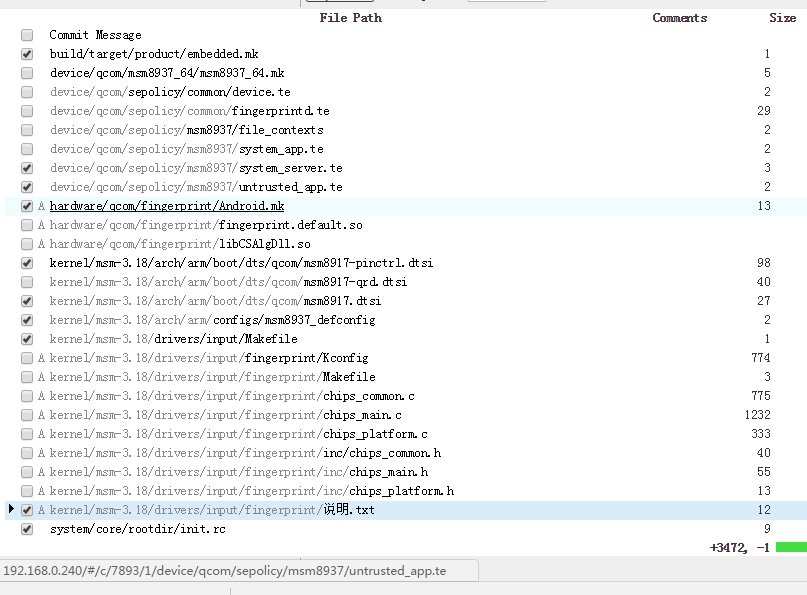 File Path Comments Size
Commit Message
build/target/product/embedded.mk 1
device/qcom/msm8937_64/msm8937_64.mk 5
device/qcom/sepolicy/common/device.te 2
device/qcom/sepolicy/common/fingerprintd.te 29
device/qcom/sepolicy/msm8937/file_contexts 2
device/qcom/sepolicy/msm8937/system_app.te 2
device/qcom/sepolicy/msm8937/system_server.te 3
device/qcom/sepolicy/msm8937/untrusted_app.te 2
A hardware/qcom/fingerprint/Android.mk 13
A hardware/qcom/fingerprint/fingerprint.default.so
A hardware/qcom/fingerprint/libCSAlgDll.so
kernel/msm-3.18/arch/arm/boot/dts/qcom/msm8917-pinctrl.dtsi 98
kernel/msm-3.18/arch/arm/boot/dts/qcom/msm8917-qrd.dtsi 40
kernel/msm-3.18/arch/arm/boot/dts/qcom/msm8917.dtsi 27
kernel/msm-3.18/arch/arm/configs/msm8937_defconfig 2
kernel/msm-3.18/drivers/input/Makefile 1
A kernel/msm-3.18/drivers/input/fingerprint/Kconfig 774
A kernel/msm-3.18/drivers/input/fingerprint/Makefile 3
A kernel/msm-3.18/drivers/input/fingerprint/chips_common.c 775
A kernel/msm-3.18/drivers/input/fingerprint/chips_main.c 1232
A kernel/msm-3.18/drivers/input/fingerprint/chips_platform.c 333
A kernel/msm-3.18/drivers/input/fingerprint/inc/chips_common.h 40
A kernel/msm-3.18/drivers/input/fingerprint/inc/chips_main.h 55
A kernel/msm-3.18/drivers/input/fingerprint/inc/chips_platform.h 13
A kernel/msm-3.18/drivers/input/fingerprint/说明.txt 12
system/core/rootdir/init.rc 9
+3472, -1
192.168.0.240/#/c/7893/1/device/qcom/sepolicy/msm8937/untrusted_app.te